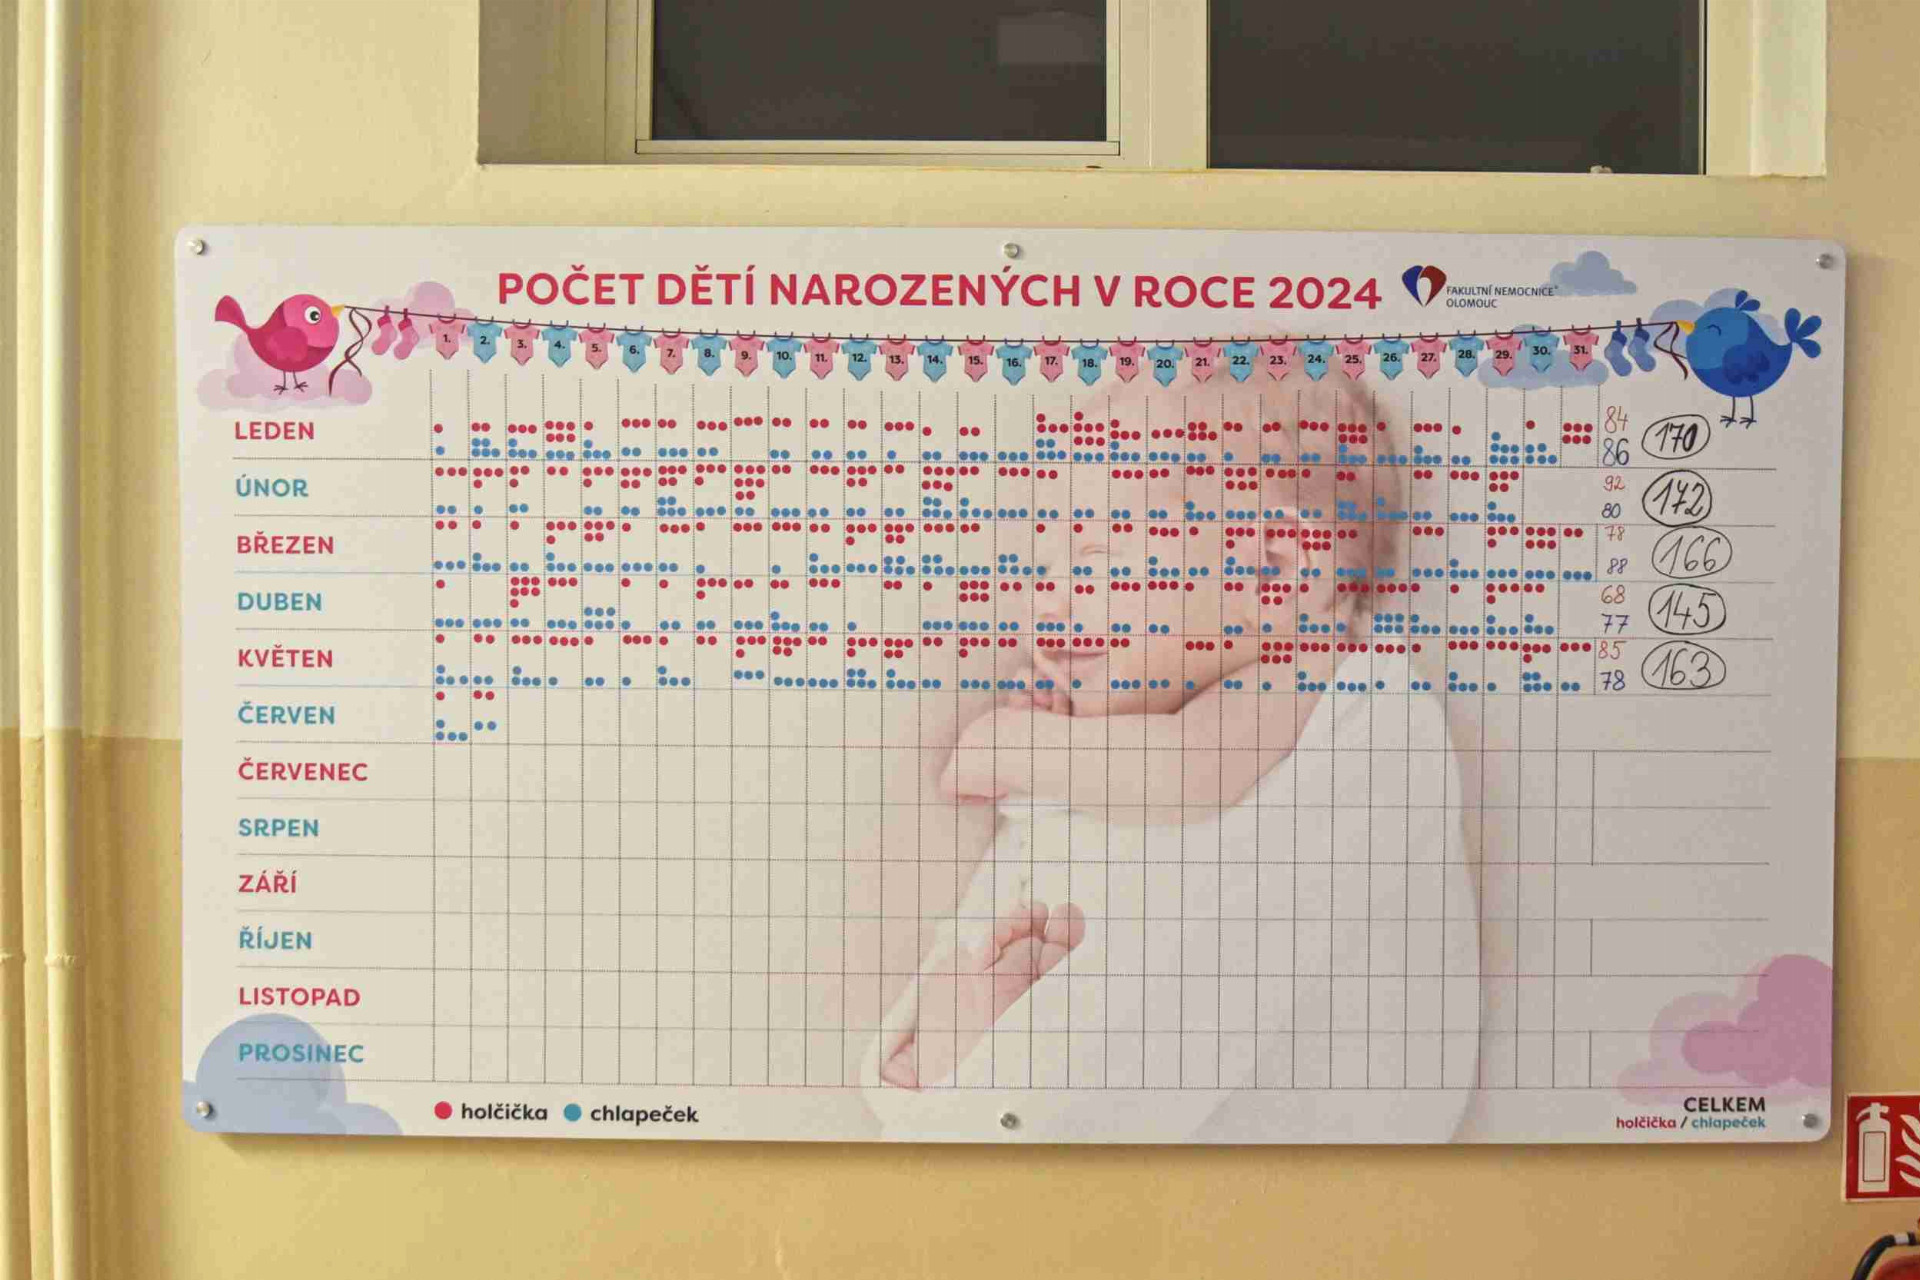 POČET DĚTÍ NAROZENÝCH V ROCE 2024
FAKULTNÍ NEMOCNICE
OLOMOUC
1. 2. 3. 4. 5. 6. 7. 8. 9. 10. 11. 12. 13. 14. 15. 16. 17. 18. 19. 20. 21. 22. 23. 24. 25. 26. 27. 28. 29. 30. 31.
LEDEN 84 86 170
ÚNOR 92 80 172
BŘEZEN 78 88 166
DUBEN 68 77 145
KVĚTEN 85 78 163
ČERVEN
ČERVENEC
SRPEN
ZÁŘÍ
ŘÍJEN
LISTOPAD
PROSINEC
holčička chlapeček
CELKEM
holčička / chlapeček